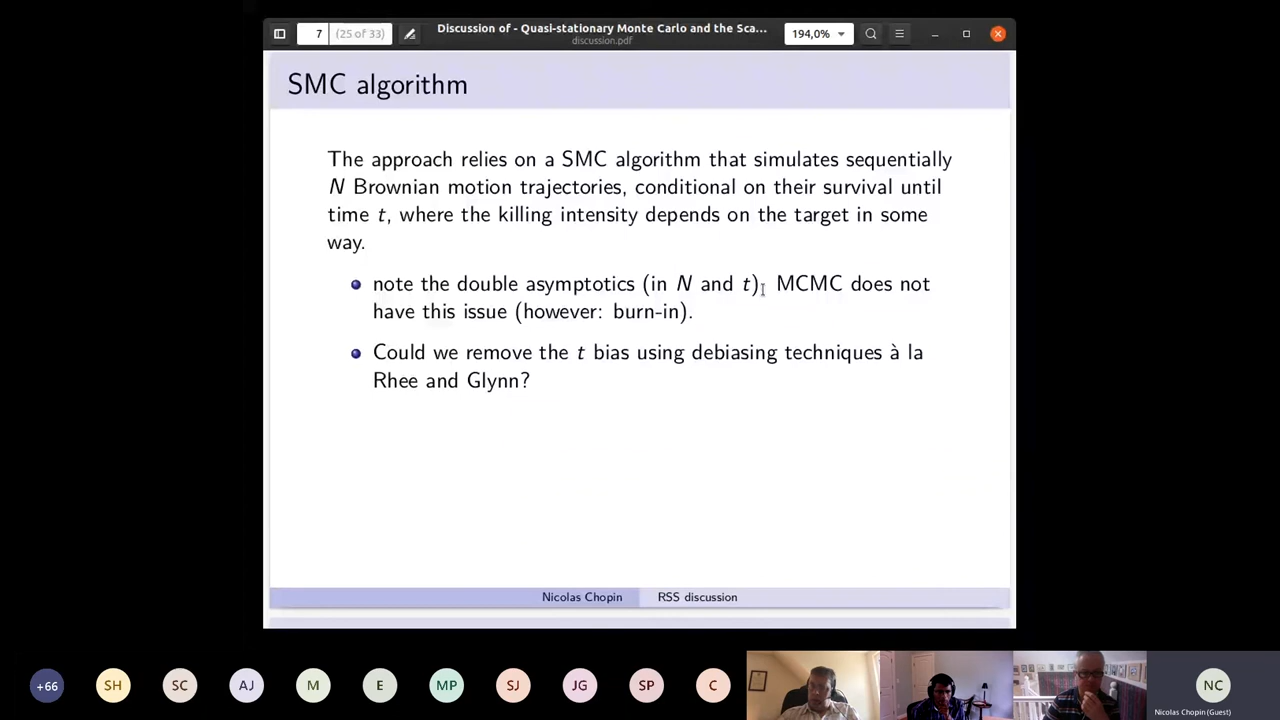 7 (25 of 33) Discussion of - Quasi-stationary Monte Carlo and the Sca... 194,0%
discussion.pdf
SMC algorithm
The approach relies on a SMC algorithm that simulates sequentially
N Brownian motion trajectories, conditional on their survival until
time t, where the killing intensity depends on the target in some
way.
note the double asymptotics (in N and t). MCMC does not
have this issue (however: burn-in).
Could we remove the t bias using debiasing techniques à la
Rhee and Glynn?
Nicolas Chopin RSS discussion
+66 SH SC AJ M E MP SJ JG SP C NC
Nicolas Chopin (Guest)